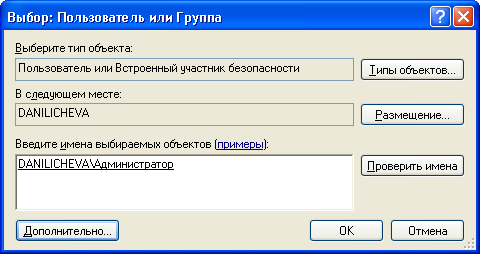 Выбор: Пользователь или Группа
Выберите тип объекта:
Пользователь или Встроенный участник безопасности
Типы объектов...
В следующем месте:
DANILICHEVA
Размещение...
Введите имена выбираемых объектов (примеры):
DANILICHEVA\Администратор
Проверить имена
Дополнительно...
OK
Отмена